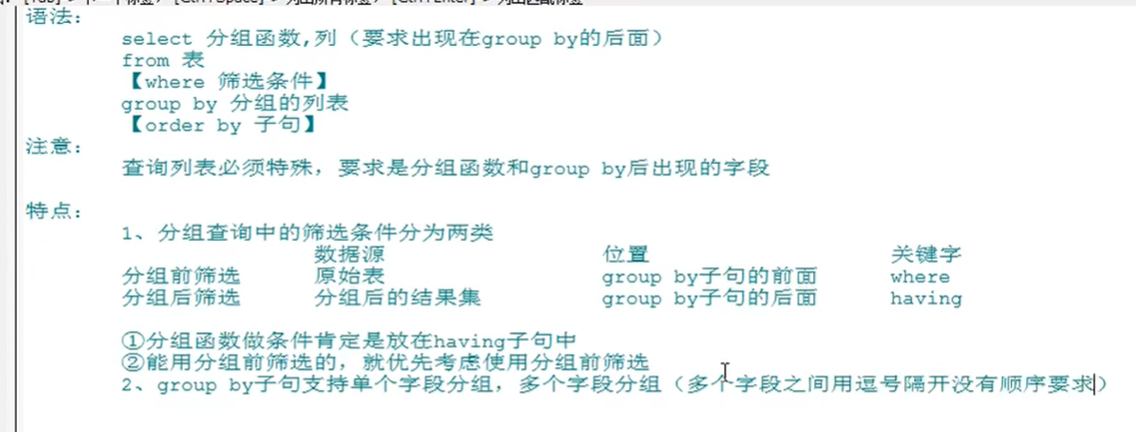 语法：
select 分组函数,列（要求出现在group by的后面）
from 表
【where 筛选条件】
group by 分组的列表
【order by 子句】
注意：
查询列表必须特殊，要求是分组函数和group by后出现的字段
特点：
1、分组查询中的筛选条件分为两类
数据源 位置 关键字
分组前筛选 原始表 group by子句的前面 where
分组后筛选 分组后的结果集 group by子句的后面 having
①分组函数做条件肯定是放在having子句中
②能用分组前筛选的，就优先考虑使用分组前筛选
2、group by子句支持单个字段分组，多个字段分组（多个字段之间用逗号隔开没有顺序要求）